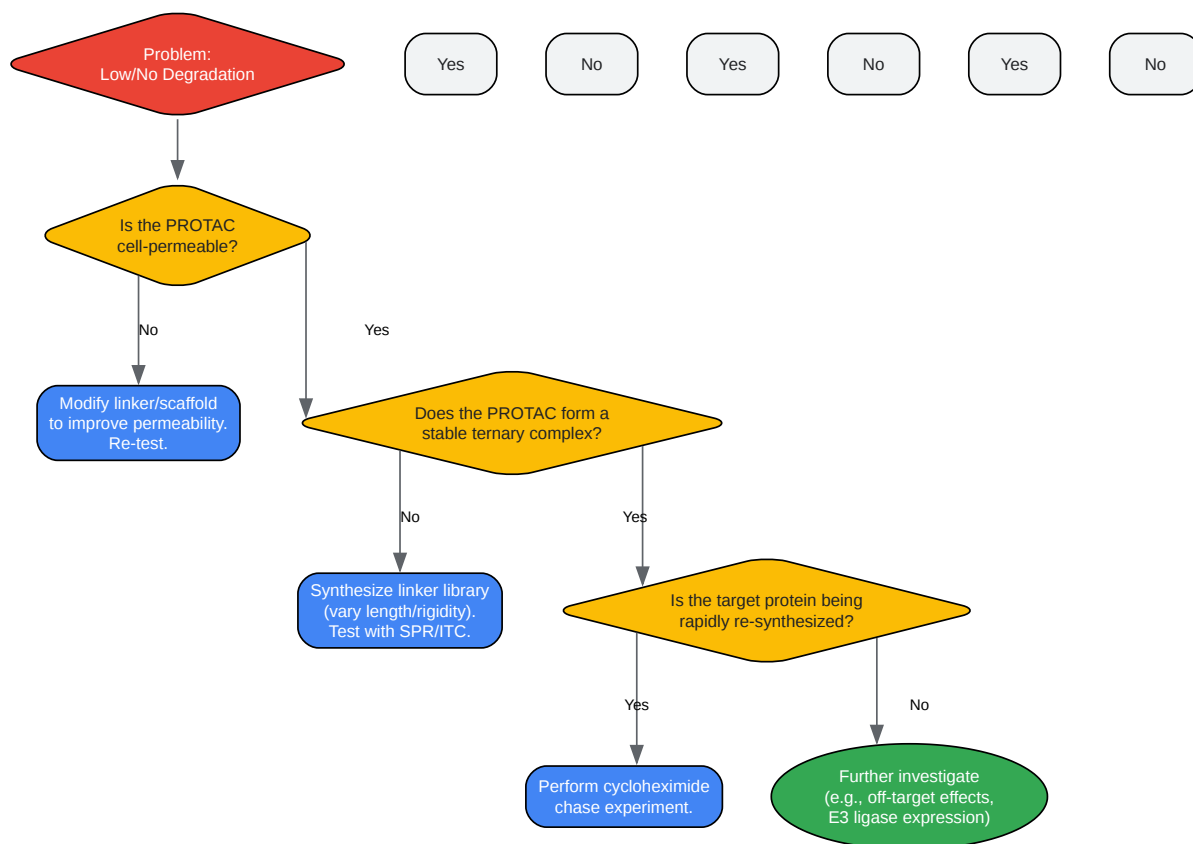 Problem:
Low/No Degradation
Yes
No
Yes
No
Yes
No
Is the PROTAC
cell-permeable?
No
Yes
Modify linker/scaffold
to improve permeability.
Re-test.
Does the PROTAC form a
stable ternary complex?
No
Yes
Synthesize linker library
(vary length/rigidity).
Test with SPR/ITC.
Is the target protein being
rapidly re-synthesized?
Yes
No
Perform cycloheximide
chase experiment.
Further investigate
(e.g., off-target effects,
E3 ligase expression)